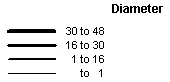 Diameter
30 to 48
16 to 30
1 to 16
to 1